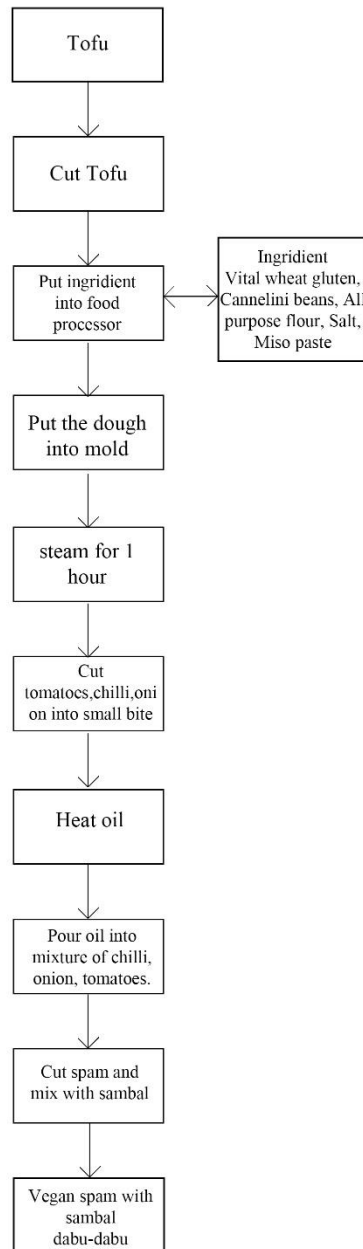 Tofu
Cut Tofu
Put ingridient
into food
processor
Ingridient
Vital wheat gluten,
Cannelini beans, All
purpose flour, Salt,
Miso paste
Put the dough
into mold
steam for 1
hour
Cut
tomatoes,chilli,oni
on into small bite
Heat oil
Pour oil into
mixture of chilli,
onion, tomatoes.
Cut spam and
mix with sambal
Vegan spam with
sambal
dabu-dabu